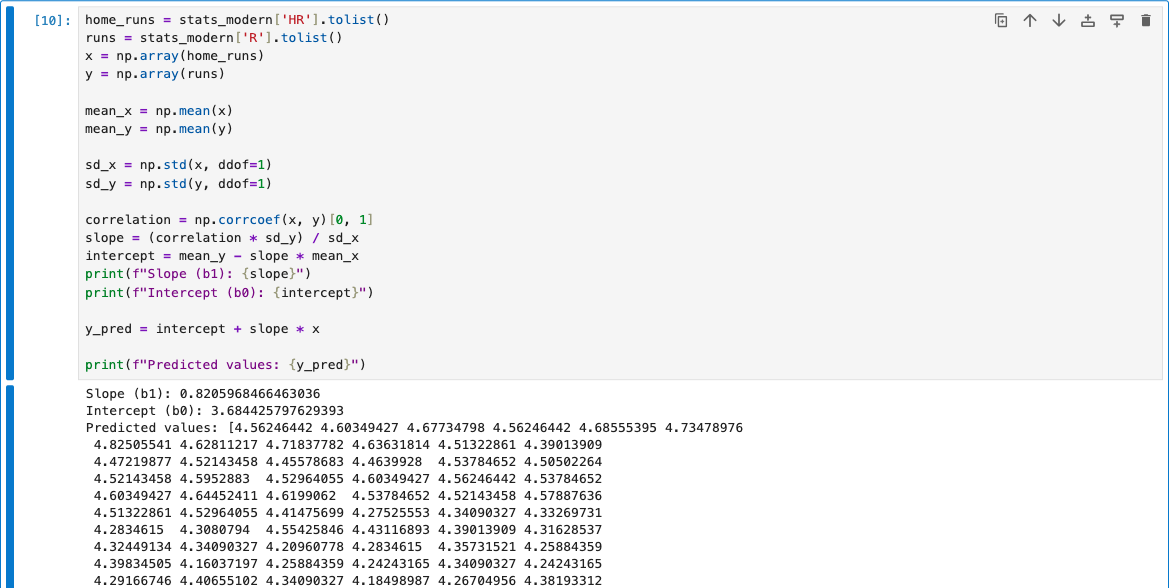 [10]:
home_runs = stats_modern['HR'].tolist()
runs = stats_modern['R'].tolist()
x = np.array(home_runs)
y = np.array(runs)
mean_x = np.mean(x)
mean_y = np.mean(y)
sd_x = np.std(x, ddof=1)
sd_y = np.std(y, ddof=1)
correlation = np.corrcoef(x, y)[0, 1]
slope = (correlation * sd_y) / sd_x
intercept = mean_y - slope * mean_x
print(f"Slope (b1): {slope}")
print(f"Intercept (b0): {intercept}")
y_pred = intercept + slope * x
print(f"Predicted values: {y_pred}")
Slope (b1): 0.8205968466463036
Intercept (b0): 3.684425797629393
Predicted values: [4.56246442 4.60349427 4.67734798 4.56246442 4.68555395 4.73478976
4.82505541 4.62811217 4.71837782 4.63631814 4.51322861 4.39013909
4.47219877 4.52143458 4.45578683 4.4639928 4.53784652 4.50502264
4.52143458 4.5952883 4.52964055 4.60349427 4.56246442 4.53784652
4.60349427 4.64452411 4.6199062 4.53784652 4.52143458 4.57887636
4.51322861 4.52964055 4.41475699 4.27525553 4.34090327 4.33269731
4.2834615 4.3080794 4.55425846 4.43116893 4.39013909 4.31628537
4.32449134 4.34090327 4.20960778 4.2834615 4.35731521 4.25884359
4.39834505 4.16037197 4.25884359 4.24243165 4.34090327 4.24243165
4.29166746 4.40655102 4.34090327 4.18498987 4.26704956 4.38193312